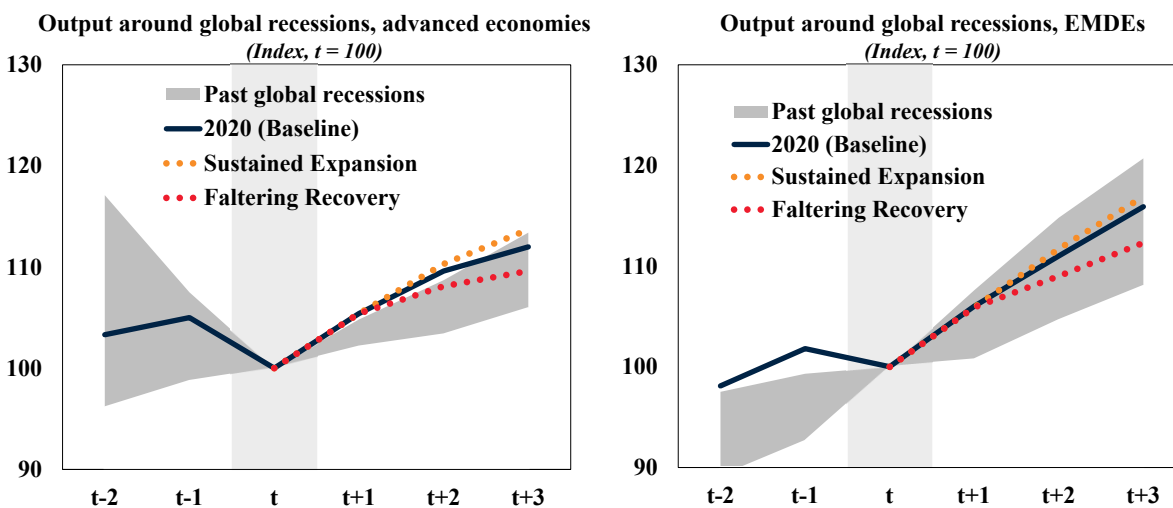 Output around global recessions, advanced economies
(Index, t = 100)
130
120
110
100
90
Past global recessions
2020 (Baseline)
Sustained Expansion
Faltering Recovery
t-2 t-1 t t+1 t+2 t+3
Output around global recessions, EMDEs
(Index, t = 100)
130
120
110
100
90
Past global recessions
2020 (Baseline)
Sustained Expansion
Faltering Recovery
t-2 t-1 t t+1 t+2 t+3